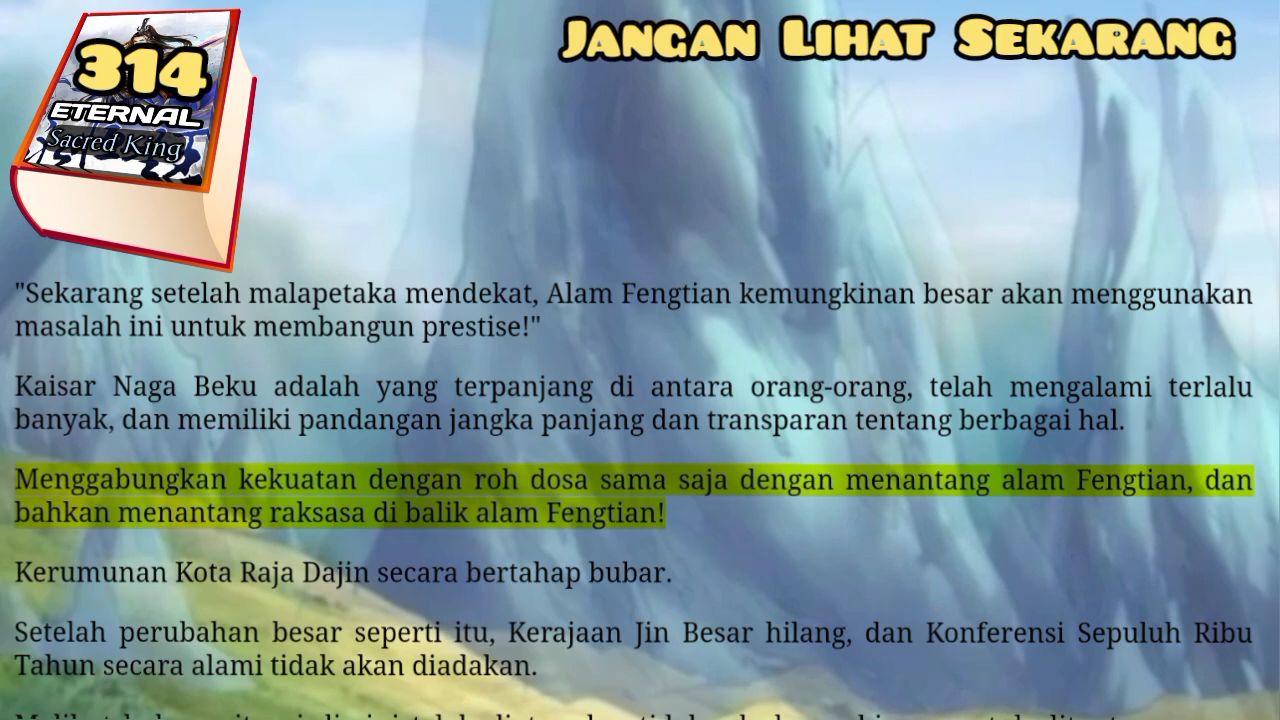 JANGAN LIHAT SEKARANG
314
ETERNAL
Sacred King
"Sekarang setelah malapetaka mendekat, Alam Fengtian kemungkinan besar akan menggunakan
masalah ini untuk membangun prestise!"
Kaisar Naga Beku adalah yang terpanjang di antara orang-orang, telah mengalami terlalu
banyak, dan memiliki pandangan jangka panjang dan transparan tentang berbagai hal.
Menggabungkan kekuatan dengan roh dosa sama saja dengan menantang alam Fengtian, dan
bahkan menantang raksasa di balik alam Fengtian!
Kerumunan Kota Raja Dajin secara bertahap bubar.
Setelah perubahan besar seperti itu, Kerajaan Jin Besar hilang, dan Konferensi Sepuluh Ribu
Tahun secara alami tidak akan diadakan.